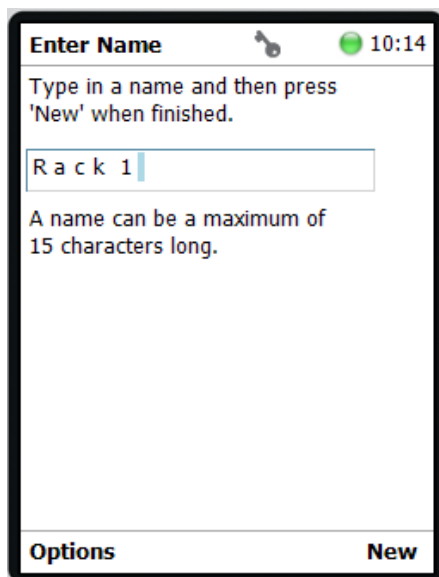 Enter Name 10:14
Type in a name and then press
'New' when finished.
Rack 1
A name can be a maximum of
15 characters long.
Options New